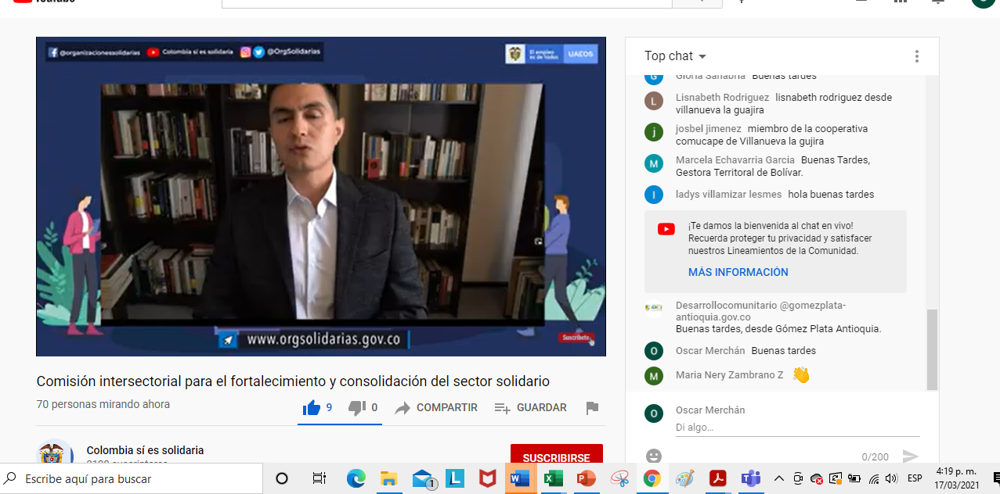 @organizacionessolidarias Colombia sí es solidaria @OrgSolidarias
El empleo
es de todos
UAEOS
www.orgsolidarias.gov.co
Suscríbete
Comisión intersectorial para el fortalecimiento y consolidación del sector solidario
70 personas mirando ahora
9 0 COMPARTIR GUARDAR
Colombia sí es solidaria
SUSCRIBIRSE
Top chat
Gloria Sanabria Buenas tardes
Lisnabeth Rodriguez lisnabeth rodriguez desde
villanueva la guajira
josbel jimenez miembro de la cooperativa
comucape de Villanueva la gujira
Marcela Echavarria Garcia Buenas Tardes,
Gestora Territorial de Bolívar.
ladys villamizar lesmes hola buenas tardes
¡Te damos la bienvenida al chat en vivo!
Recuerda proteger tu privacidad y satisfacer
nuestros Lineamientos de la Comunidad.
MÁS INFORMACIÓN
Desarrollocomunitario @gomezplata-
antioquia.gov.co
Buenas tardes, desde Gómez Plata Antioquia.
Oscar Merchán Buenas tardes
Maria Nery Zambrano Z 👏
Oscar Merchán
Di algo...
0/200
Escribe aquí para buscar
ESP
4:19 p. m.
17/03/2021